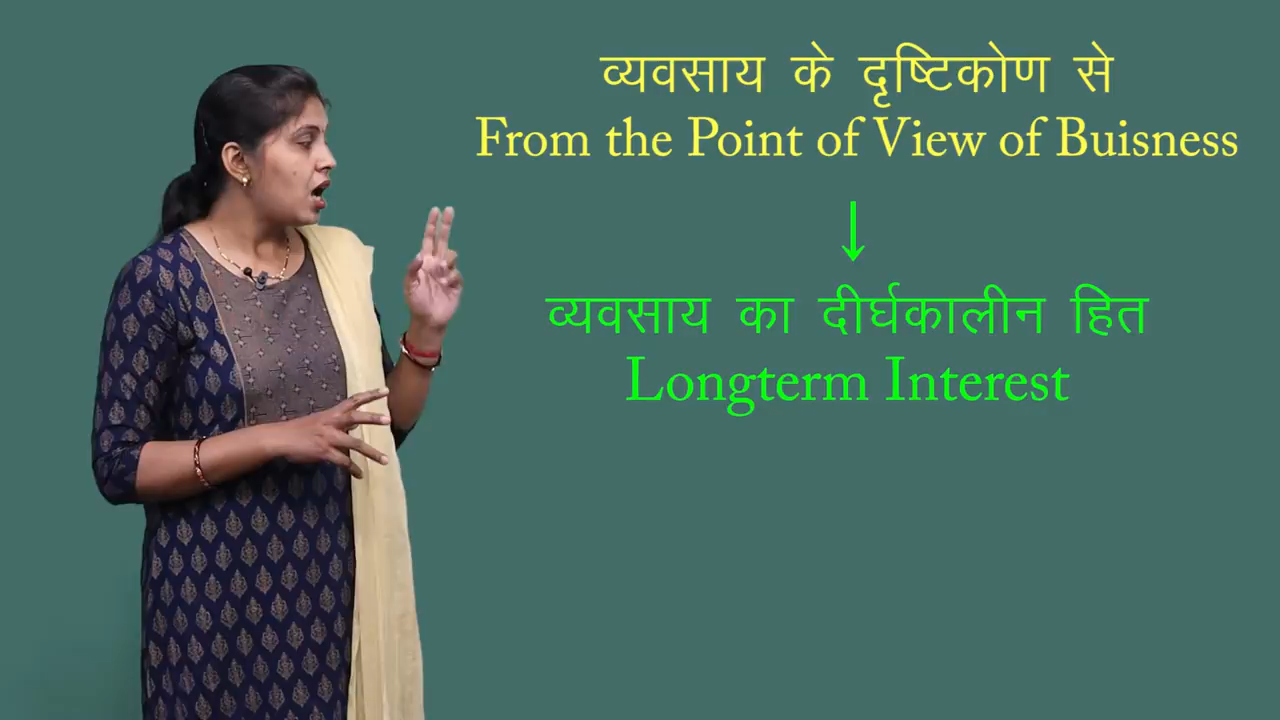 व्यवसाय के दृष्टिकोण से
From the Point of View of Buisness
↓
व्यवसाय का दीर्घकालीन हित
Longterm Interest